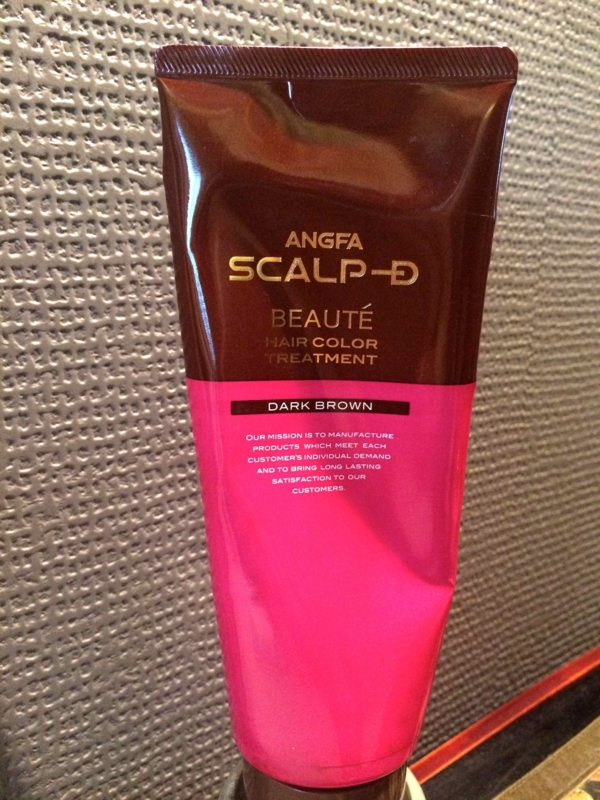 ANGFA
SCALP-D
BEAUTÉ
HAIR COLOR
TREATMENT
DARK BROWN
OUR MISSION IS TO MANUFACTURE
PRODUCTS WHICH MEET EACH
CUSTOMER'S INDIVIDUAL DEMAND
AND TO BRING LONG LASTING
SATISFACTION TO OUR
CUSTOMERS.